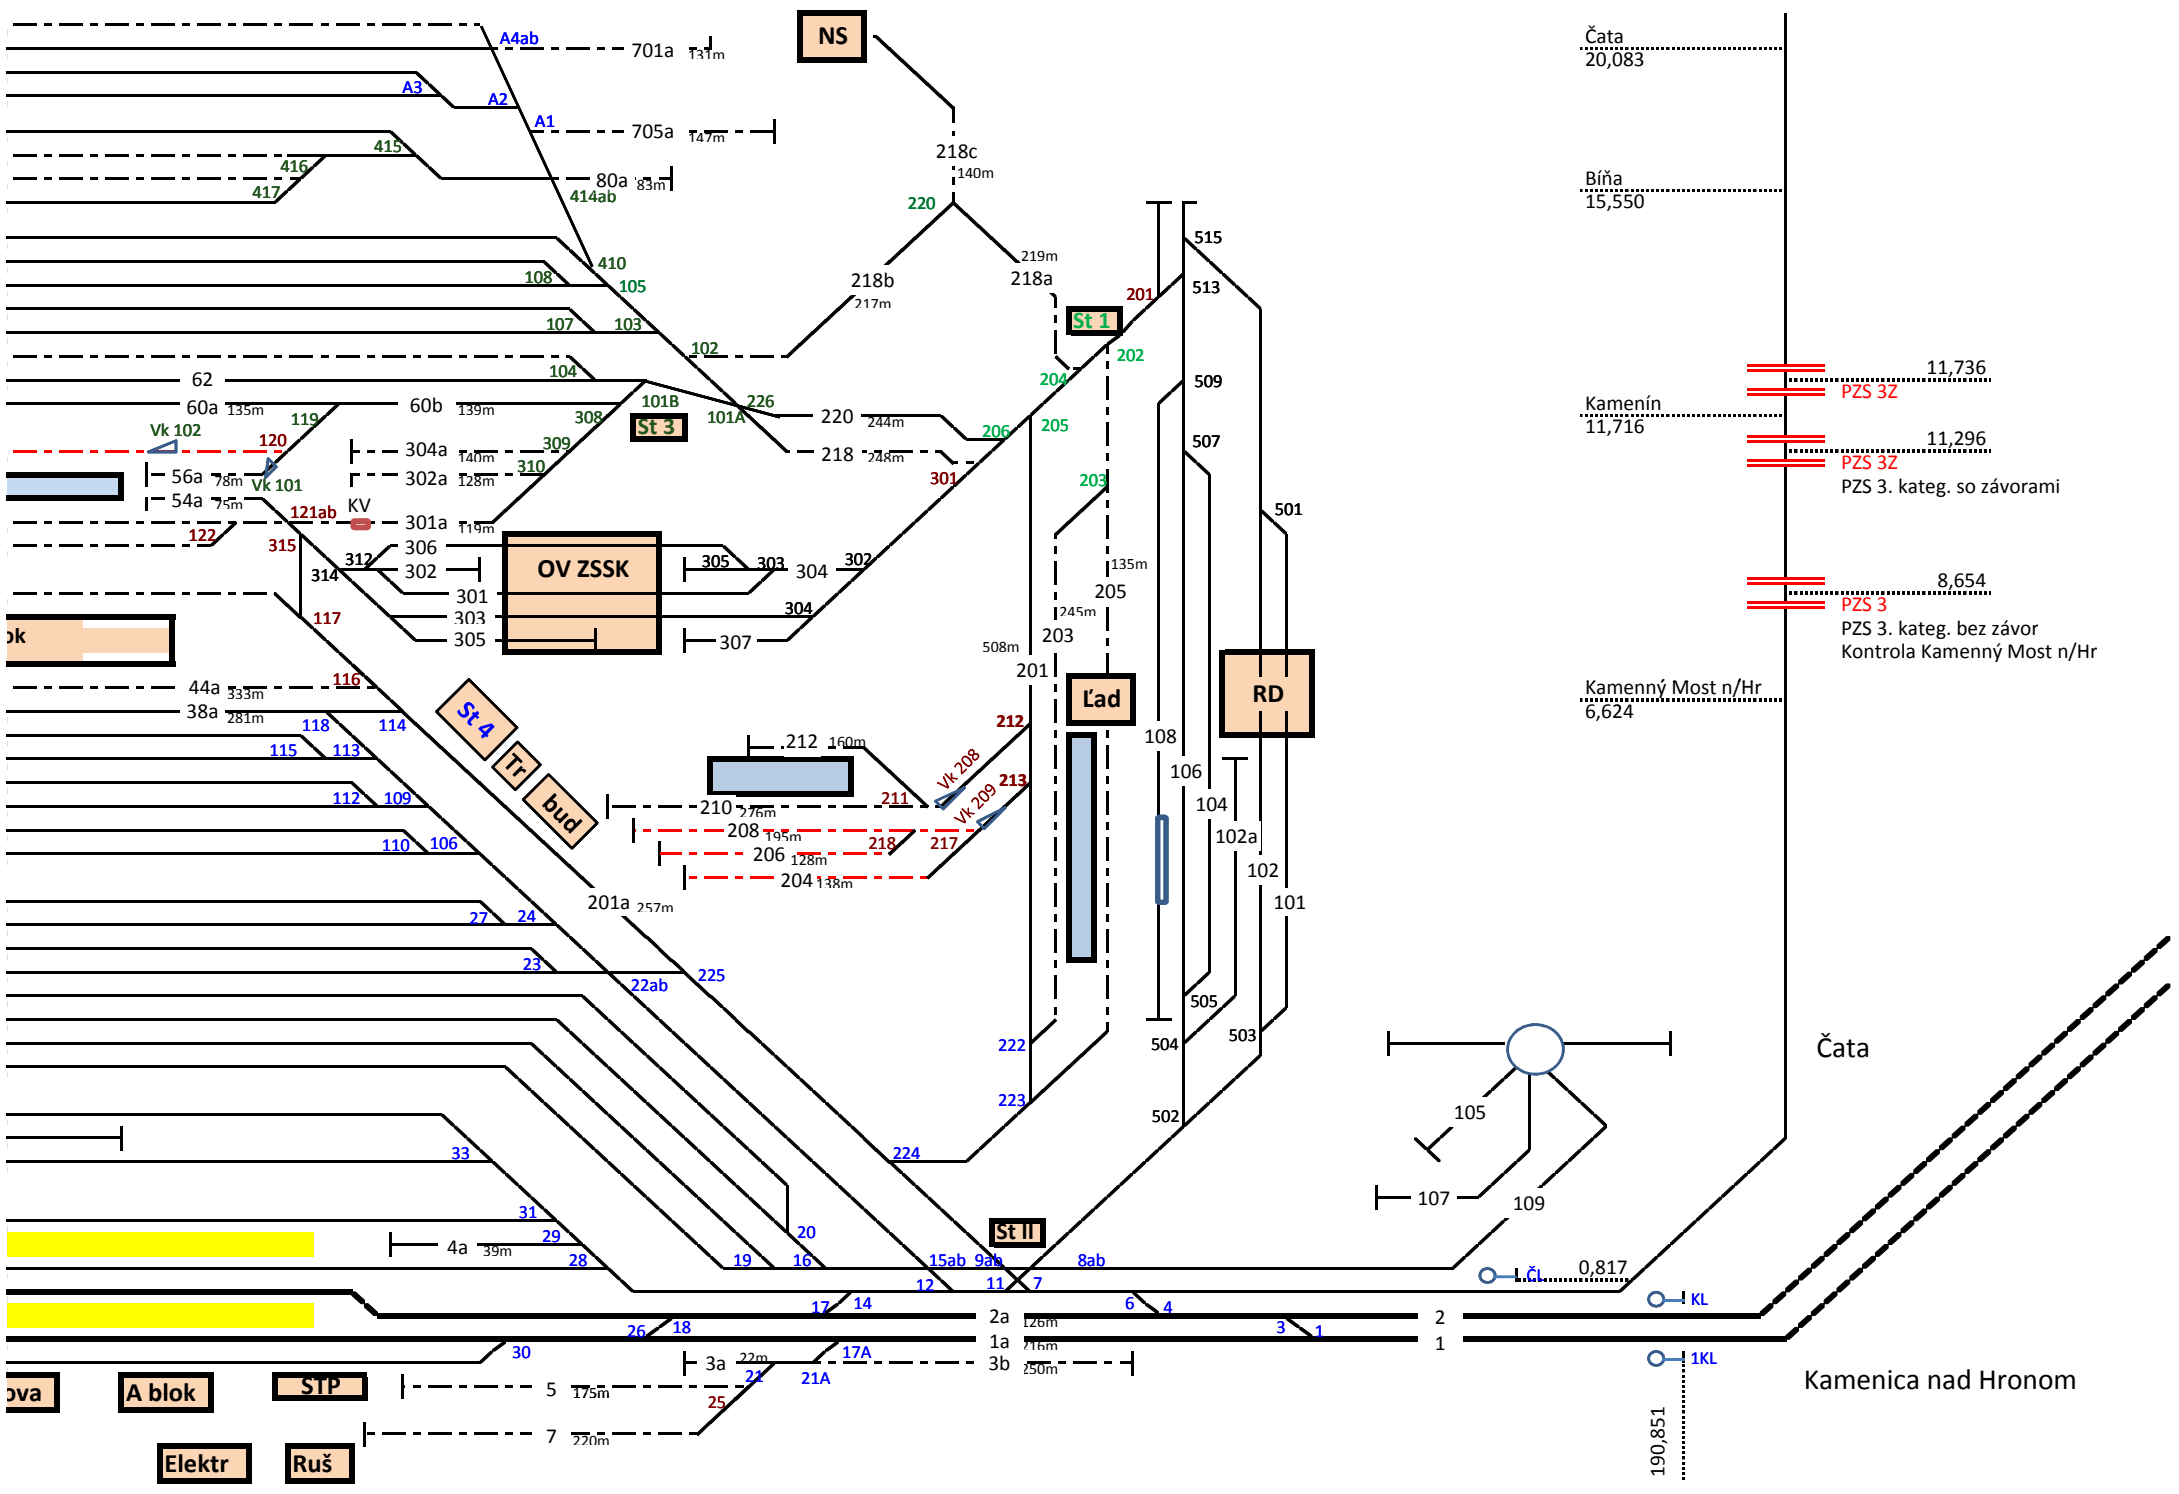 NS
Čata
20,083
A4ab
701a 131m
A3
A2
A1
705a 147m
415
416
417
80a 83m
414ab
218c
140m
Bíňa
15,550
220
515
410
108
105
219m
218a
218b
217m
201
513
107
103
St 1
102
202
104
204
509
11,736
PZS 3Z
62
60a 135m
60b 139m
101B
226
101A
308
St 3
220 244m
206
205
Kamenín
11,716
119
Vk 102
120
304a 140m
309
218 248m
507
11,296
PZS 3Z
PZS 3. kateg. so závorami
56a 78m
Vk 101
302a 128m
310
301
203
54a 75m
KV
121ab
301a 119m
501
122
315
306
312
302
314
OV ZSSK
305
303
304
302
135m
205
8,654
PZS 3
PZS 3. kateg. bez závor
Kontrola Kamenný Most n/Hr
301
303
305
304
307
245m
203
117
ok
508m
201
44a 333m
116
38a 281m
118
114
St 4
Ľad
RD
Kamenný Most n/Hr
6,624
115
113
Tr
212 160m
212
Vk 208
108
106
112
109
bud
210 276m
211
Vk 209
213
104
208 195m
218
217
102a
110
106
206 128m
204 138m
102
101
201a 257m
27
24
23
22ab
225
505
504
503
222
Čata
223
502
105
33
224
107
109
31
29
4a 39m
28
20
19
16
15ab
9ab
St II
8ab
12
11
7
ČL
0,817
KL
17
14
2a 126m
6
4
2
26
18
1a 216m
3
1
1
30
17A
3a 22m
3b 250m
1KL
21
21A
5 175m
25
7 220m
ova
A blok
STP
Elektr
Ruš
Kamenica nad Hronom
190,851